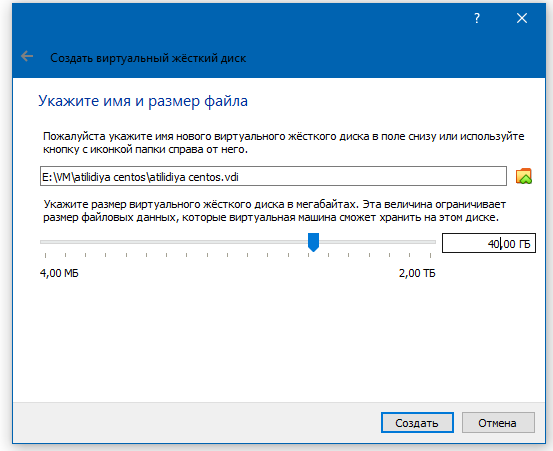 ?
Создать виртуальный жёсткий диск
Укажите имя и размер файла
Пожалуйста укажите имя нового виртуального жёсткого диска в поле снизу или используйте
кнопку с иконкой папки справа от него.
E:\VM\atilidiya centos\atilidiya centos.vdi
Укажите размер виртуального жёсткого диска в мегабайтах. Эта величина ограничивает
размер файловых данных, которые виртуальная машина сможет хранить на этом диске.
40,00 ГБ
4,00 МБ 2,00 ТБ
Создать Отмена